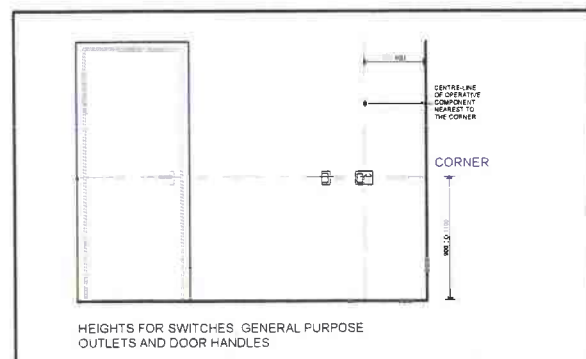 CENTRE-LINE
OF OPERATIVE
COMPONENT
NEAREST TO
THE CORNER
CORNER
HEIGHTS FOR SWITCHES GENERAL PURPOSE
OUTLETS AND DOOR HANDLES